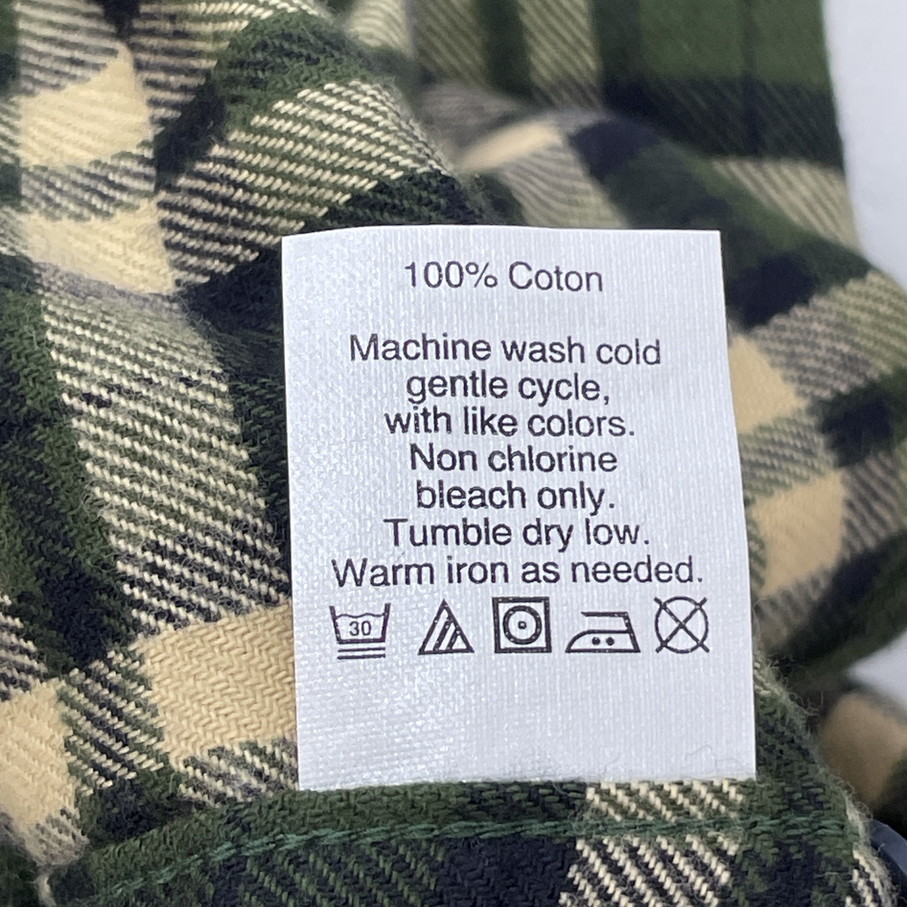 100% Coton
Machine wash cold
gentle cycle,
with like colors.
Non chlorine
bleach only.
Tumble dry low.
Warm iron as needed.
30